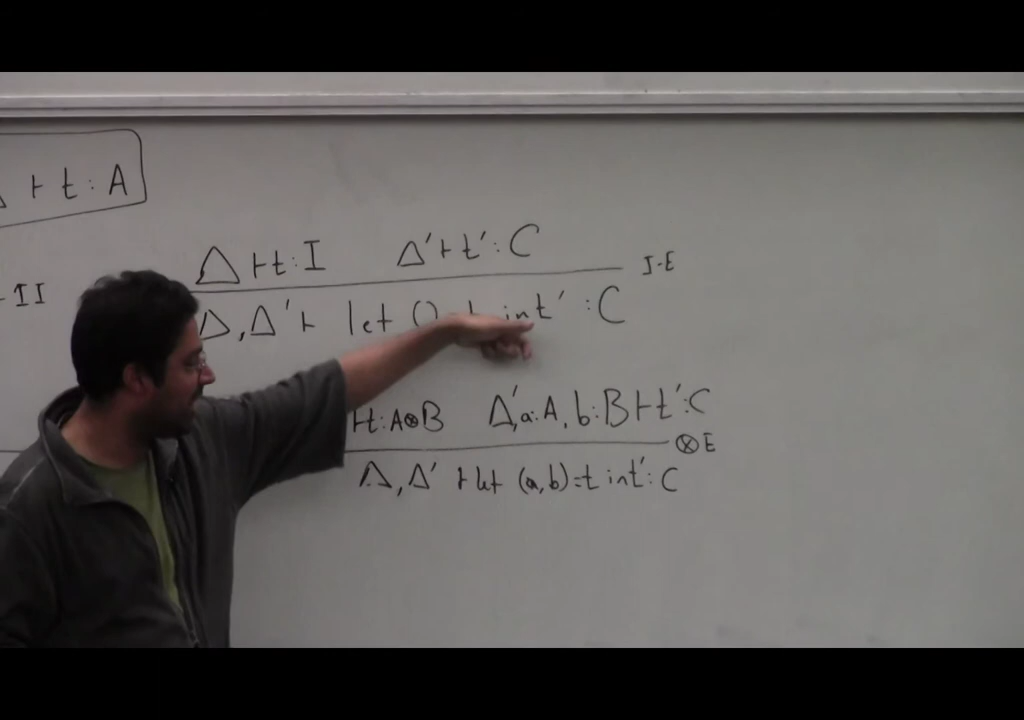 ⊢ t : A
Δ ⊢ t : I Δ' ⊢ t' : C
I-E
- II
Δ, Δ' ⊢ let () t in t' : C
⊢ t : A⊗B Δ', a : A, b : B ⊢ t' : C
⊗E
Δ, Δ' ⊢ let (a,b)=t in t' : C